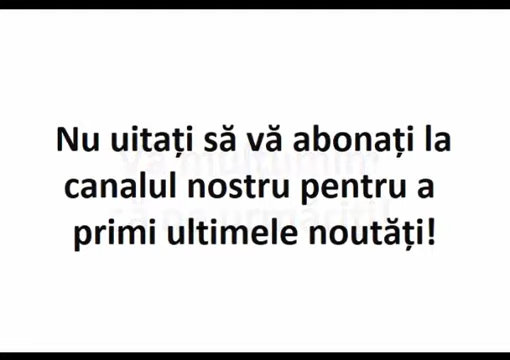 Nu uitați să vă abonați la
canalul nostru pentru a
primi ultimele noutăți!